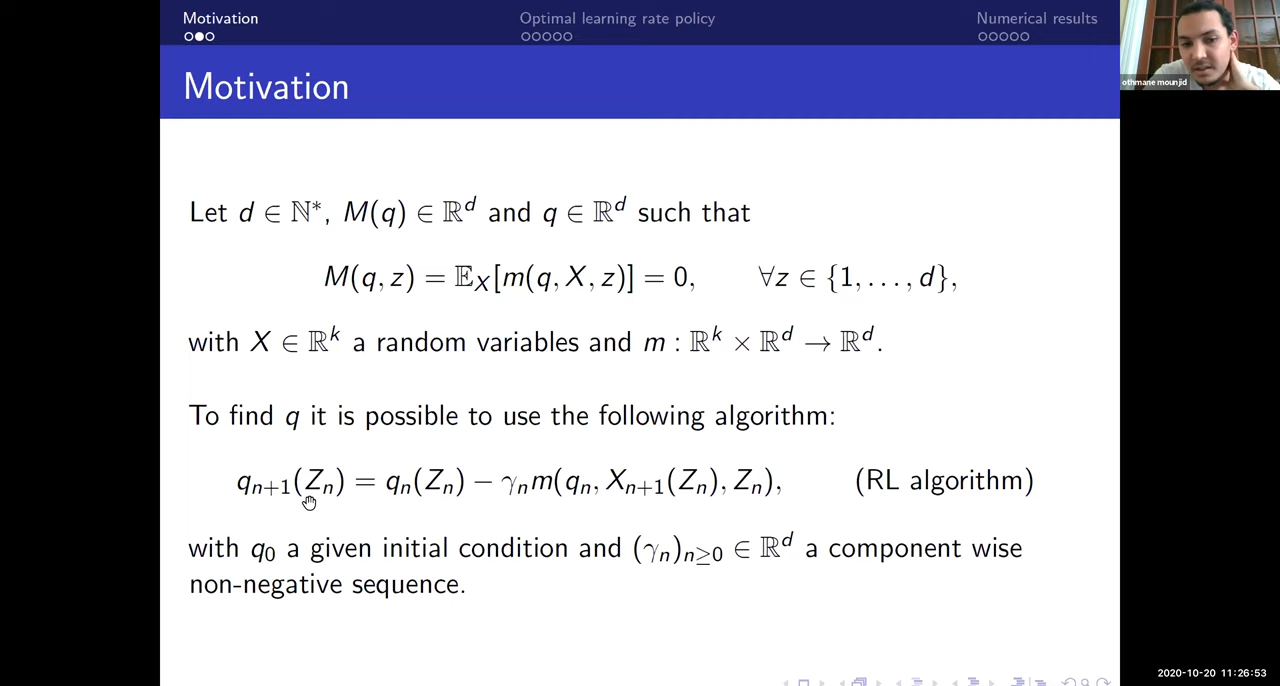 Motivation
Optimal learning rate policy
Numerical results
othmane mounjid
Motivation
Let d ∈ ℕ*, M(q) ∈ ℝ^d and q ∈ ℝ^d such that
M(q, z) = 𝔼_X[m(q, X, z)] = 0, ∀z ∈ {1, . . . , d},
with X ∈ ℝ^k a random variables and m : ℝ^k × ℝ^d → ℝ^d.
To find q it is possible to use the following algorithm:
q_{n+1}(Z_n) = q_n(Z_n) − γ_n m(q_n, X_{n+1}(Z_n), Z_n), (RL algorithm)
with q_0 a given initial condition and (γ_n)_{n≥0} ∈ ℝ^d a component wise
non-negative sequence.
2020-10-20 11:26:53